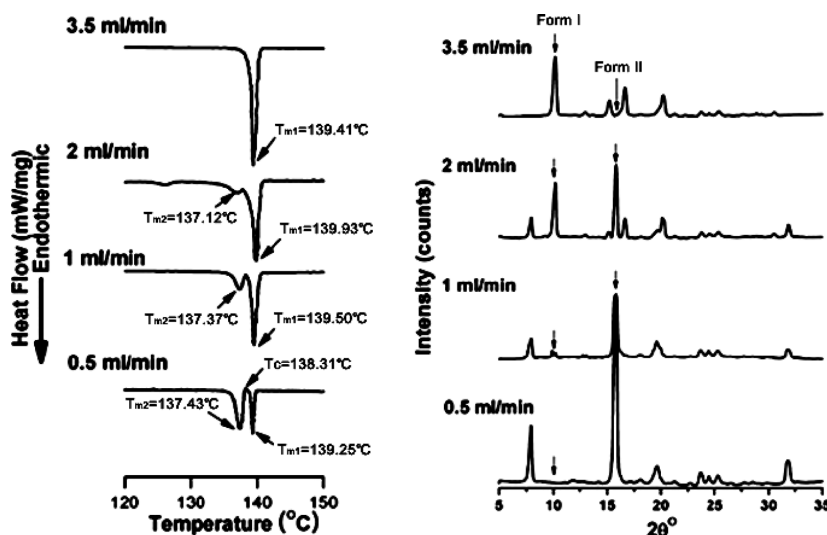 3.5 ml/min
Tm1=139.41℃
2 ml/min
Tm2=137.12℃
Tm1=139.93℃
1 ml/min
Tm2=137.37℃
Tm1=139.50℃
0.5 ml/min
Tc=138.31℃
Tm2=137.43℃
Tm1=139.25℃
Heat Flow (mW/mg)
Endothermic
120 130 140 150
Temperature (°C)
Form I
3.5 ml/min
Form II
2 ml/min
1 ml/min
0.5 ml/min
Intensity (counts)
5 10 15 20 25 30 35
2θ°